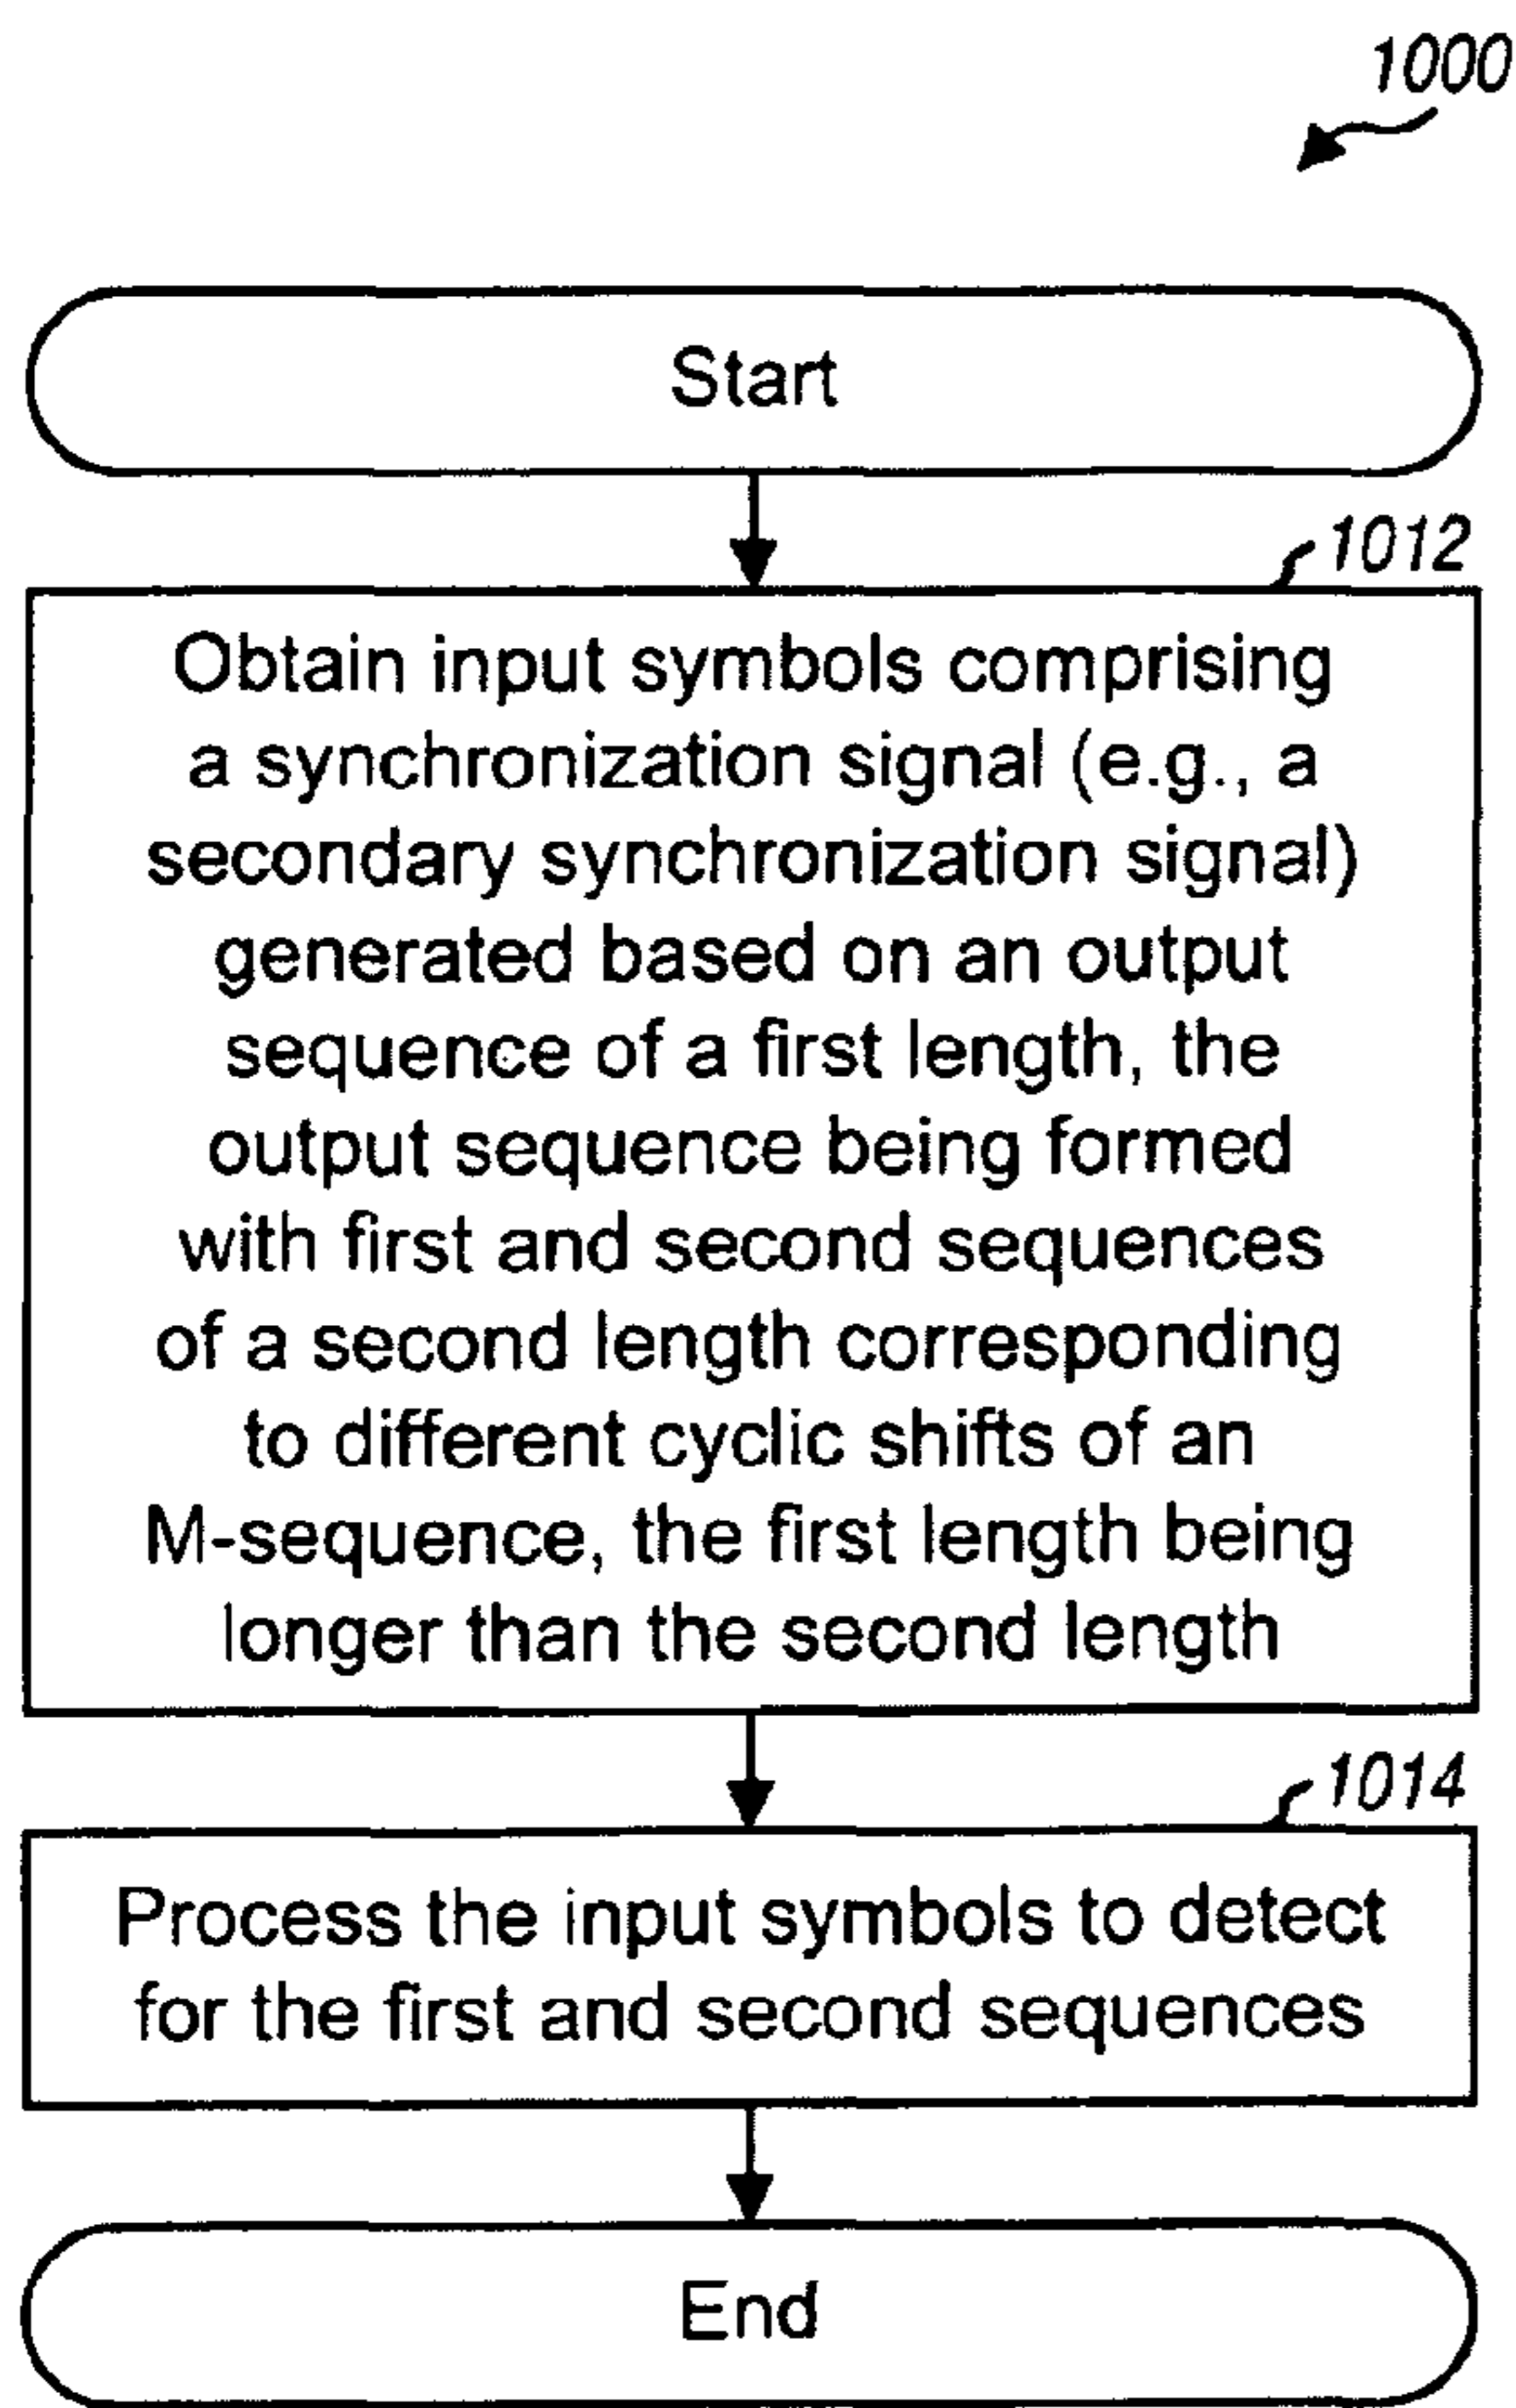 1000
Start
1012
Obtain input symbols comprising
a synchronization signal (e.g., a
secondary synchronization signal)
generated based on an output
sequence of a first length, the
output sequence being formed
with first and second sequences
of a second length corresponding
to different cyclic shifts of an
M-sequence, the first length being
longer than the second length
1014
Process the input symbols to detect
for the first and second sequences
End